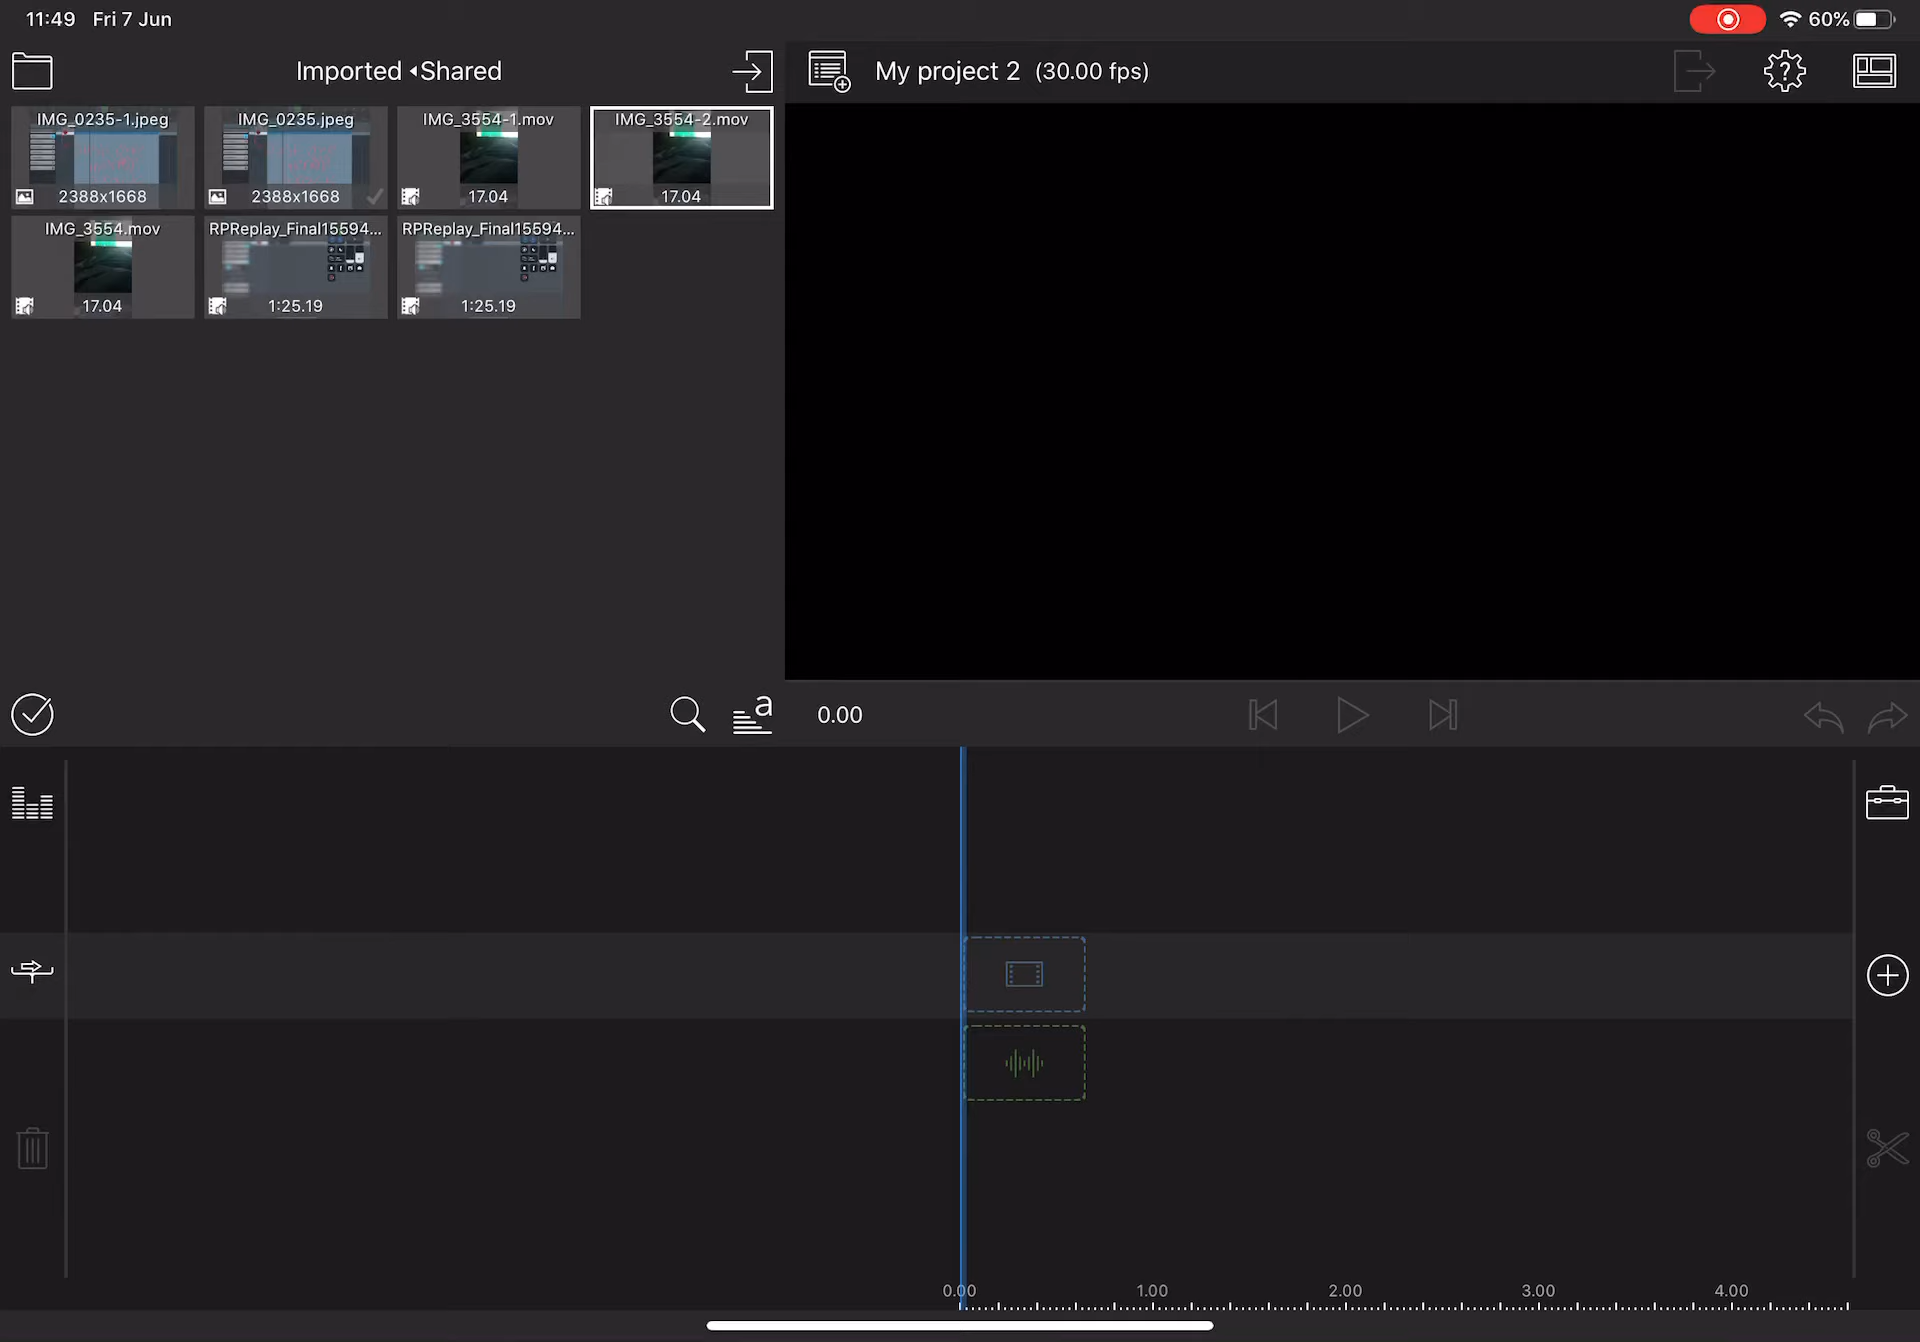 11:49 Fri 7 Jun
60%
Imported ◂Shared
My project 2 (30.00 fps)
IMG_0235-1.jpeg
2388x1668
IMG_0235.jpeg
2388x1668
IMG_3554-1.mov
17.04
IMG_3554-2.mov
17.04
IMG_3554.mov
17.04
RPReplay_Final15594...
1:25.19
RPReplay_Final15594...
1:25.19
a
0.00
0.00 1.00 2.00 3.00 4.00